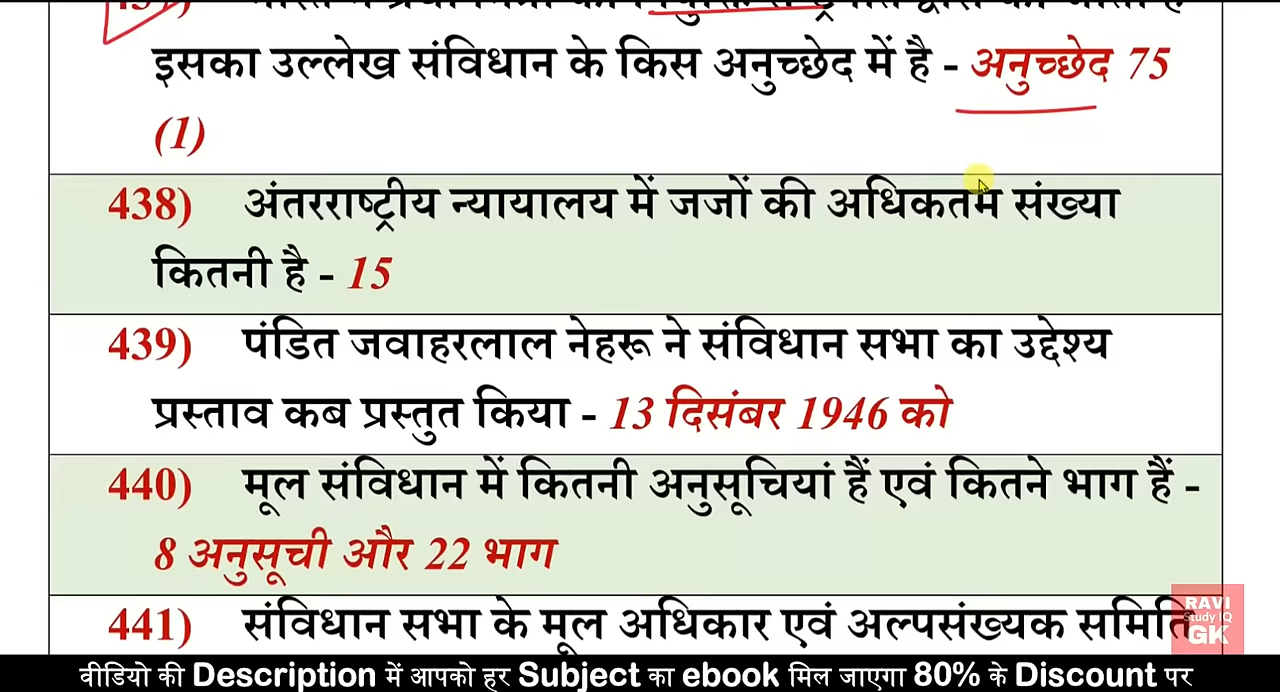 इसका उल्लेख संविधान के किस अनुच्छेद में है - अनुच्छेद 75
(1)
438) अंतरराष्ट्रीय न्यायालय में जजों की अधिकतम संख्या
कितनी है - 15
439) पंडित जवाहरलाल नेहरू ने संविधान सभा का उद्देश्य
प्रस्ताव कब प्रस्तुत किया - 13 दिसंबर 1946 को
440) मूल संविधान में कितनी अनुसूचियां हैं एवं कितने भाग हैं -
8 अनुसूची और 22 भाग
441) संविधान सभा के मूल अधिकार एवं अल्पसंख्यक समिति
RAVI
Study IQ
GK
वीडियो की Description में आपको हर Subject का ebook मिल जाएगा 80% के Discount पर